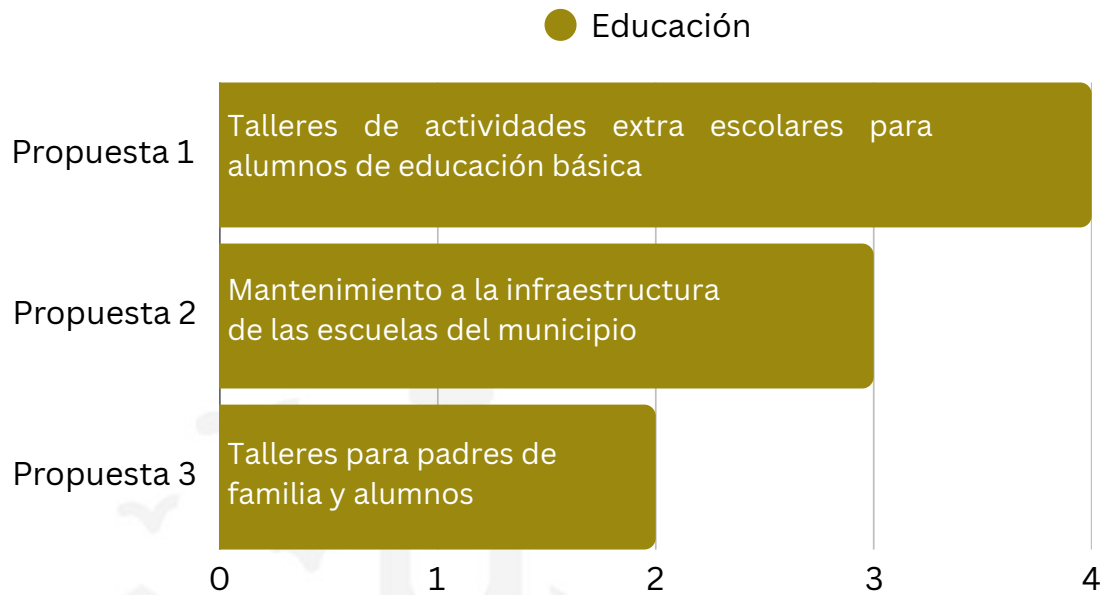 Educación
Propuesta 1
Talleres de actividades extra escolares para
alumnos de educación básica
Propuesta 2
Mantenimiento a la infraestructura
de las escuelas del municipio
Propuesta 3
Talleres para padres de
familia y alumnos
0 1 2 3 4